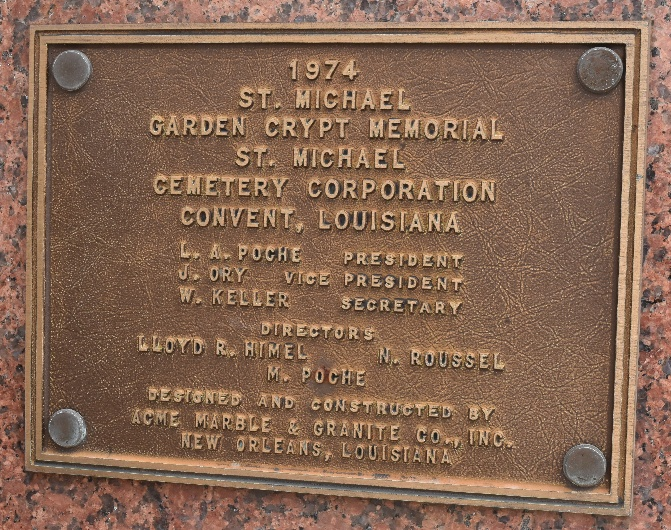 1974
ST. MICHAEL
GARDEN CRYPT MEMORIAL
ST. MICHAEL
CEMETERY CORPORATION
CONVENT, LOUISIANA
L. A. POCHE PRESIDENT
J. ORY VICE PRESIDENT
W. KELLER SECRETARY
DIRECTORS
LLOYD R. HIMEL N. ROUSSEL
M. POCHE
DESIGNED AND CONSTRUCTED BY
ACME MARBLE & GRANITE CO., INC.
NEW ORLEANS, LOUISIANA